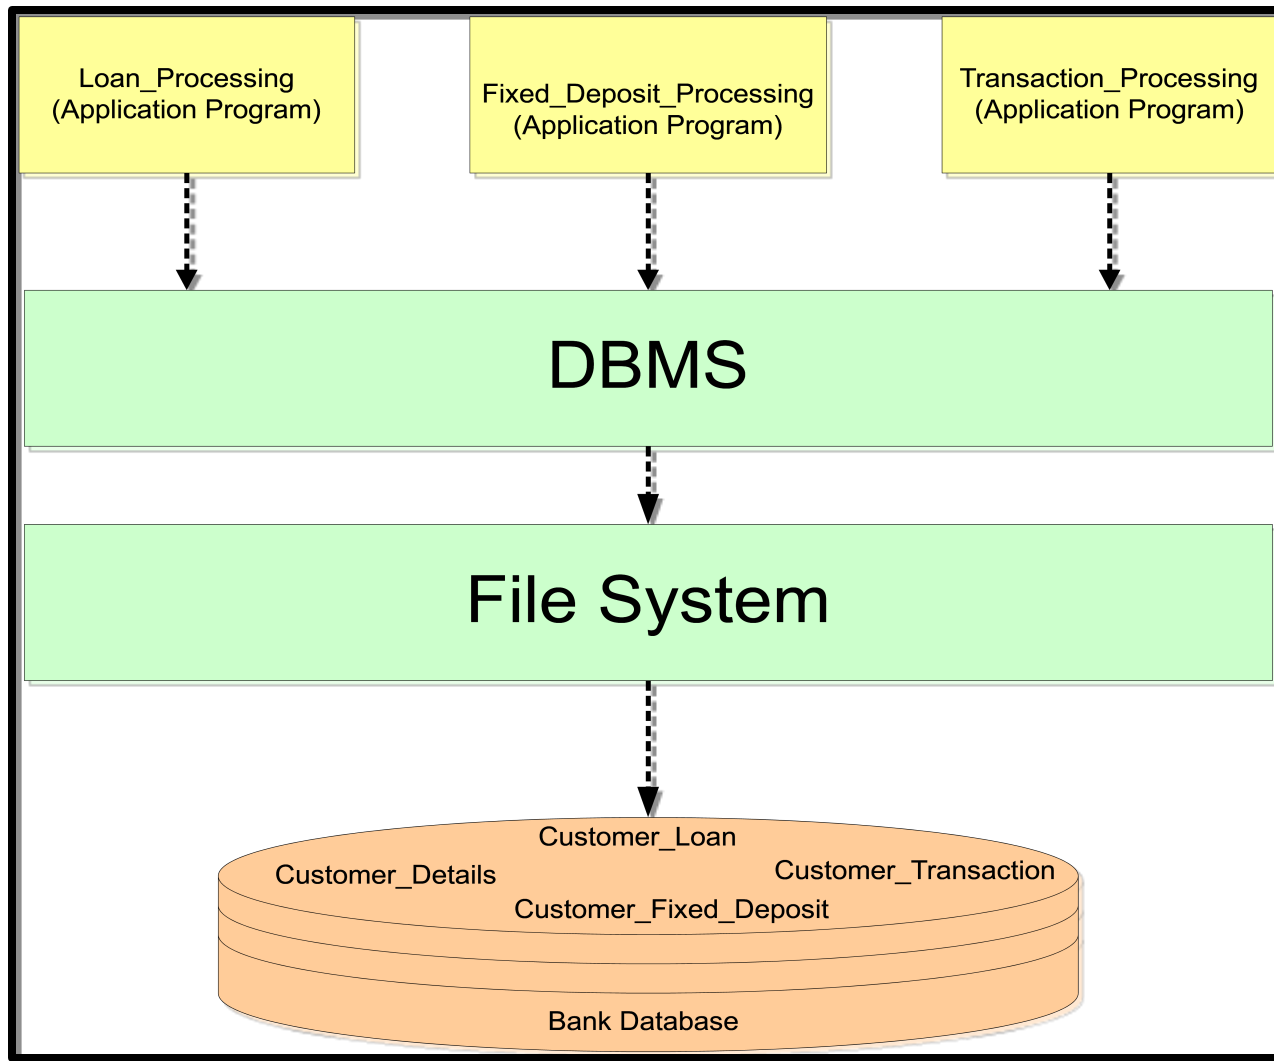 Loan_Processing
(Application Program)
Fixed_Deposit_Processing
(Application Program)
Transaction_Processing
(Application Program)
DBMS
File System
Customer_Loan
Customer_Details
Customer_Transaction
Customer_Fixed_Deposit
Bank Database